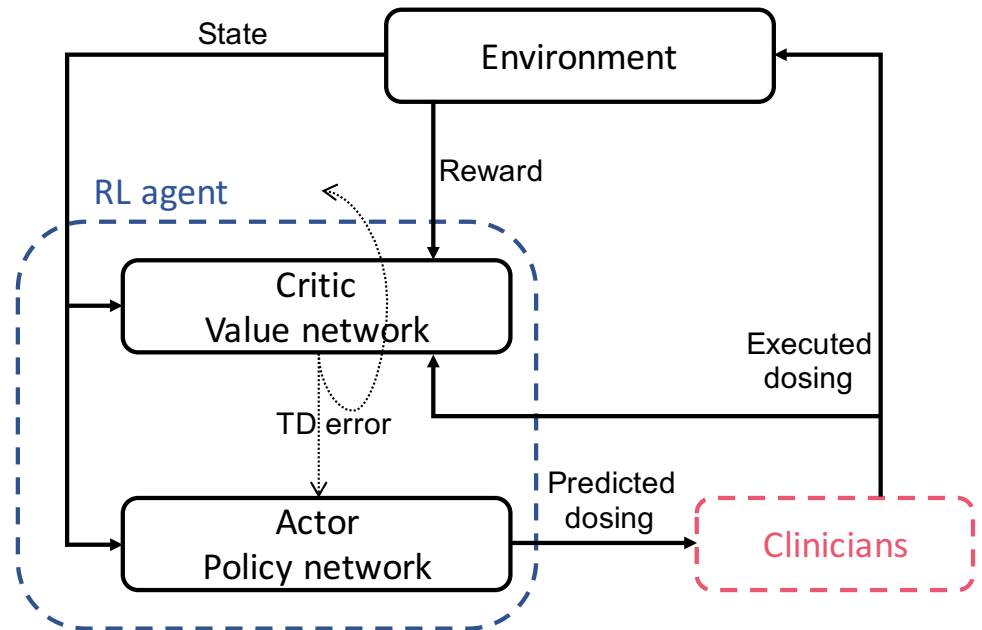 State
Environment
Reward
RL agent
Critic
Value network
Executed
dosing
TD error
Predicted
dosing
Actor
Policy network
Clinicians